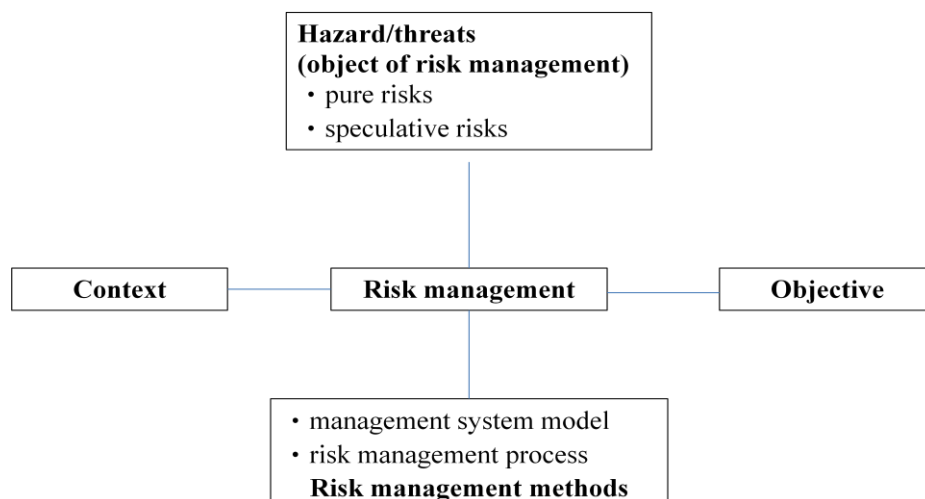 Hazard/threats
(object of risk management)
・pure risks
・speculative risks
Context
Risk management
Objective
・management system model
・risk management process
Risk management methods